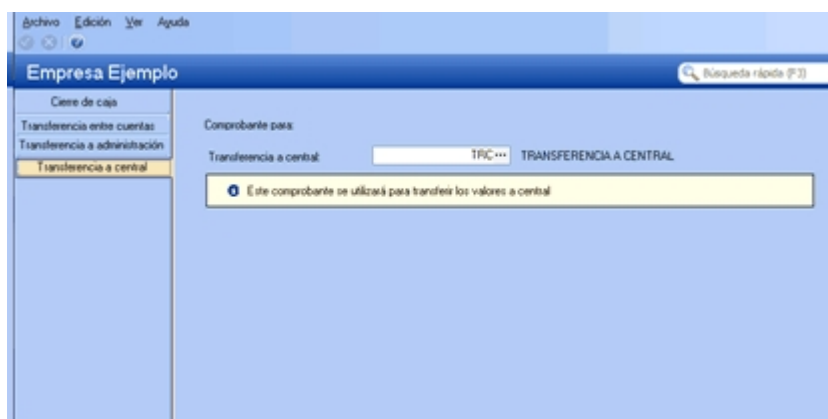 Archivo Edición Ver Ayuda
Empresa Ejemplo
Búsqueda rápida (F3)
Cierre de caja
Transferencia entre cuentas
Transferencia a administración
Transferencia a central
Comprobante para:
Transferencia a central: TRC... TRANSFERENCIA A CENTRAL
Este comprobante se utilizará para transferir los valores a central